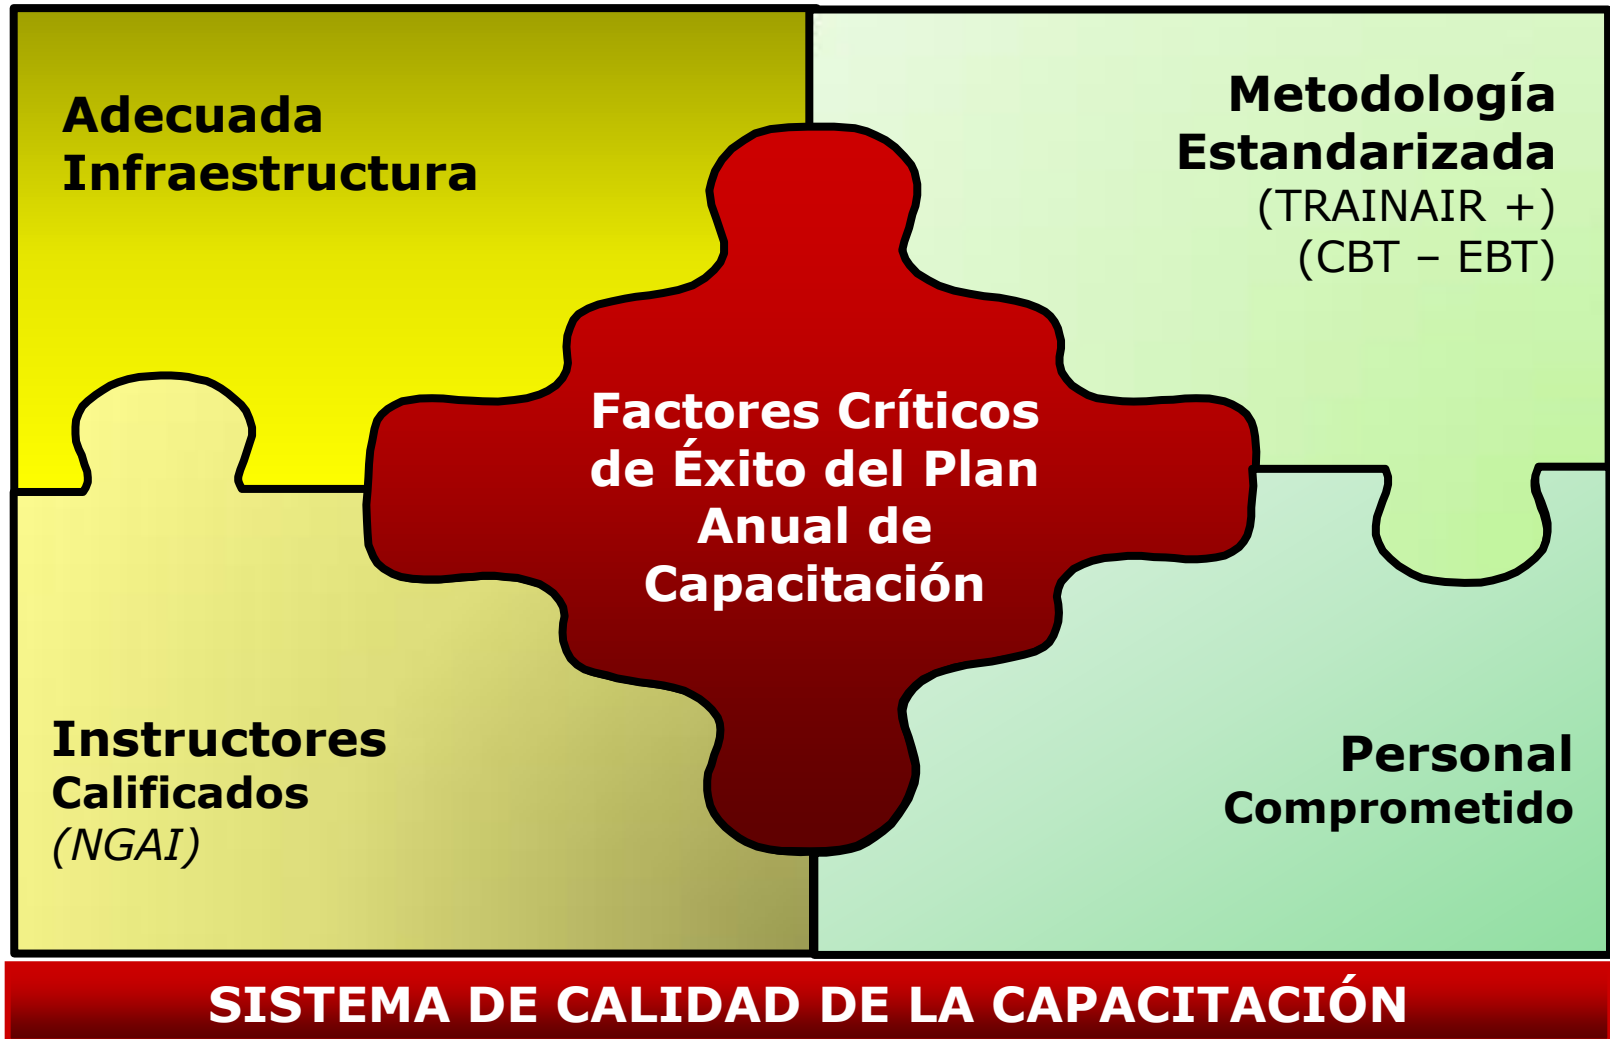 Adecuada
Infraestructura
Metodología
Estandarizada
(TRAINAIR +)
(CBT – EBT)
Factores Críticos
de Éxito del Plan
Anual de
Capacitación
Instructores
Calificados
(NGAI)
Personal
Comprometido
SISTEMA DE CALIDAD DE LA CAPACITACIÓN